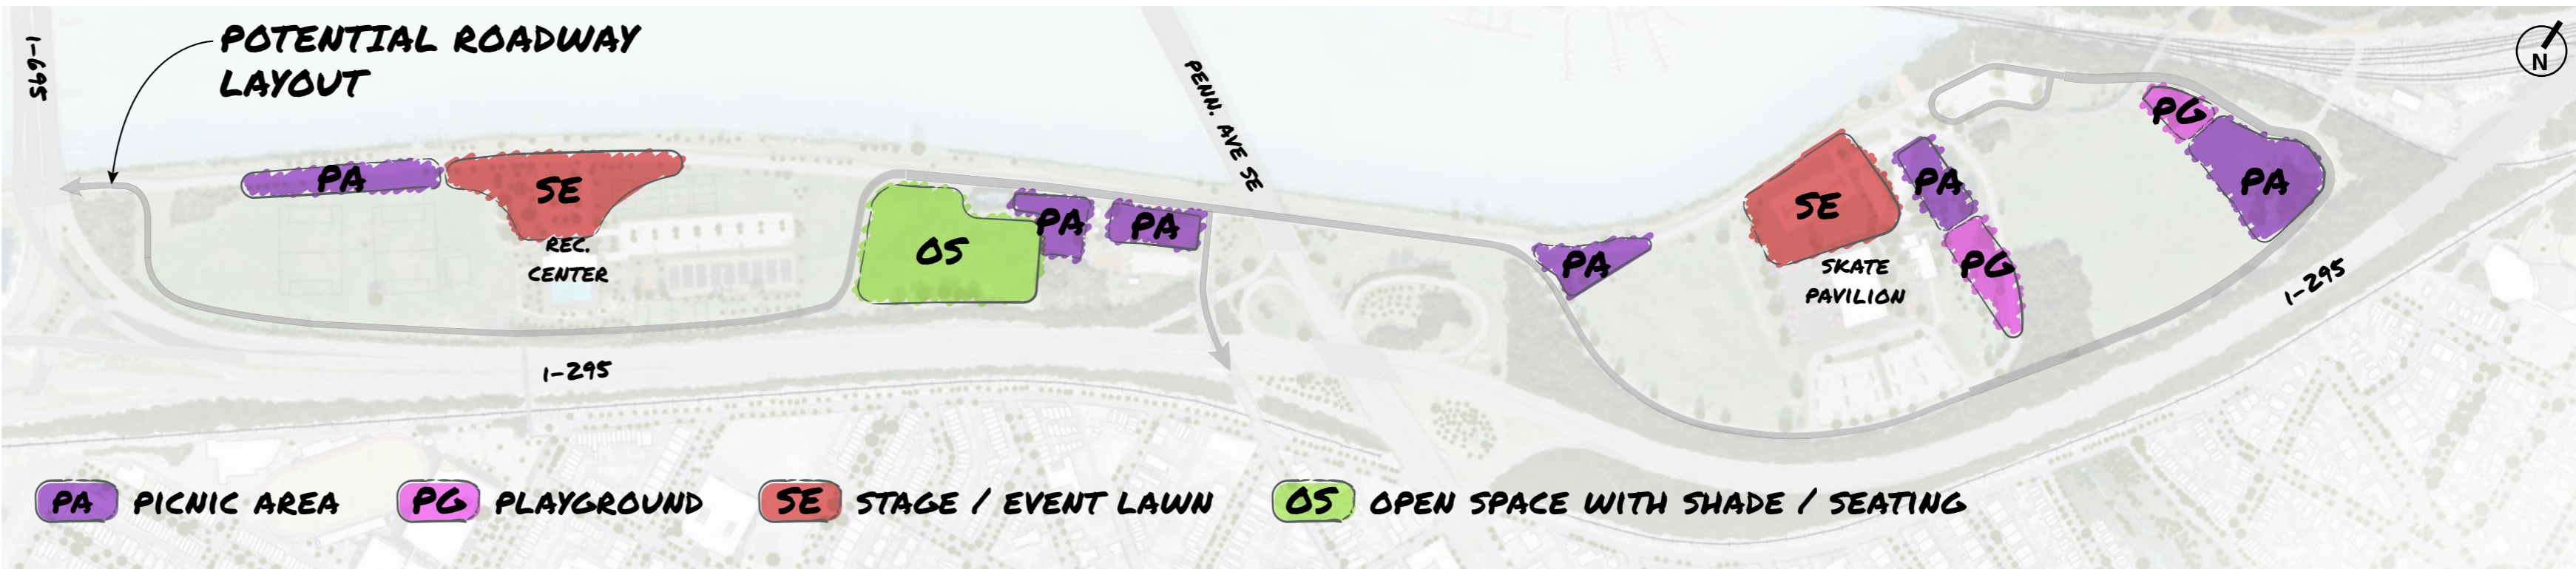 I-695
POTENTIAL ROADWAY
LAYOUT
PENN. AVE SE
N
PA
SE
REC.
CENTER
OS
PA
PA
PA
SE
SKATE
PAVILION
PA
PG
PG
PA
I-295
I-295
PA PICNIC AREA
PG PLAYGROUND
SE STAGE / EVENT LAWN
OS OPEN SPACE WITH SHADE / SEATING